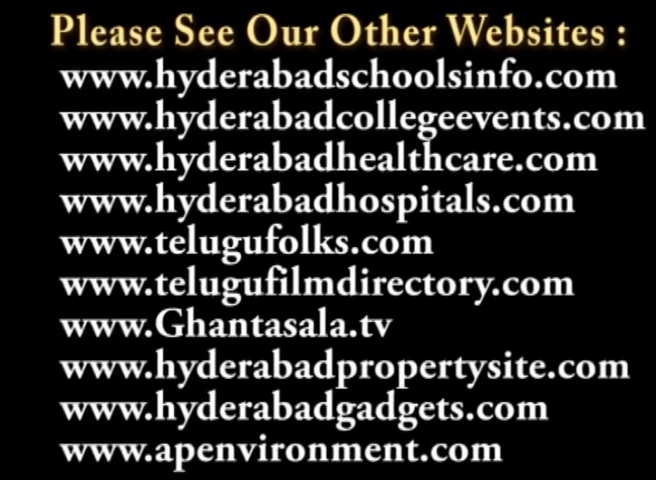 Please See Our Other Websites :
www.hyderabadschoolsinfo.com
www.hyderabadcollegeevents.com
www.hyderabadhealthcare.com
www.hyderabadhospitals.com
www.telugufolks.com
www.telugufilmdirectory.com
www.Ghantasala.tv
www.hyderabadpropertysite.com
www.hyderabadgadgets.com
www.apenvironment.com